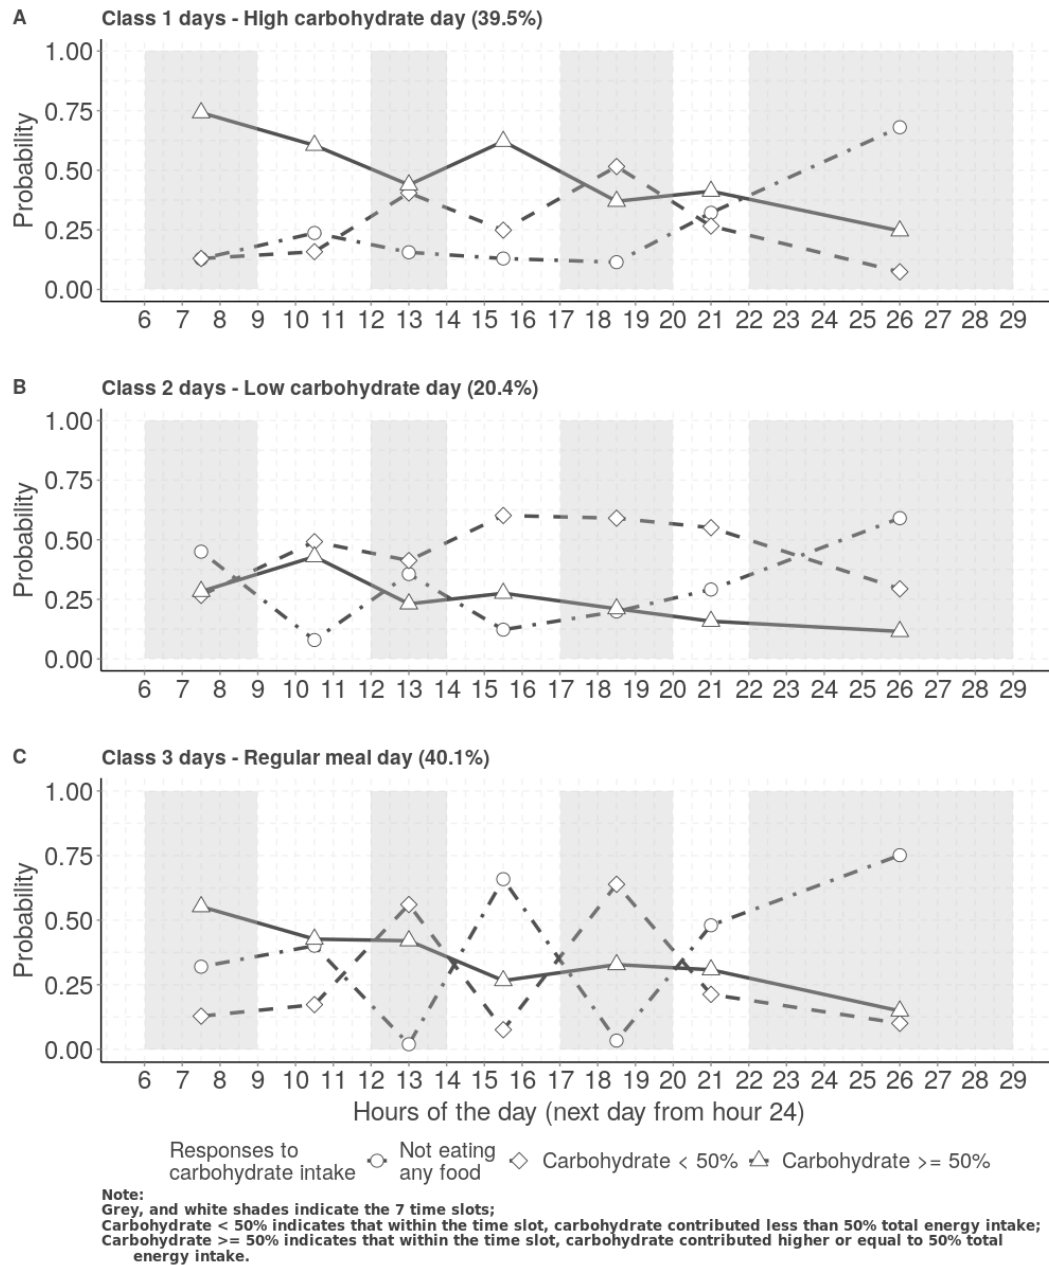 A Class 1 days - High carbohydrate day (39.5%)
1.00
0.75
0.50
0.25
0.00
Probability
6 7 8 9 10 11 12 13 14 15 16 17 18 19 20 21 22 23 24 25 26 27 28 29
B Class 2 days - Low carbohydrate day (20.4%)
1.00
0.75
0.50
0.25
0.00
Probability
6 7 8 9 10 11 12 13 14 15 16 17 18 19 20 21 22 23 24 25 26 27 28 29
C Class 3 days - Regular meal day (40.1%)
1.00
0.75
0.50
0.25
0.00
Probability
6 7 8 9 10 11 12 13 14 15 16 17 18 19 20 21 22 23 24 25 26 27 28 29
Hours of the day (next day from hour 24)
Responses to
carbohydrate intake
Not eating
any food
Carbohydrate < 50%
Carbohydrate >= 50%
Note:
Grey, and white shades indicate the 7 time slots;
Carbohydrate < 50% indicates that within the time slot, carbohydrate contributed less than 50% total energy intake;
Carbohydrate >= 50% indicates that within the time slot, carbohydrate contributed higher or equal to 50% total
energy intake.